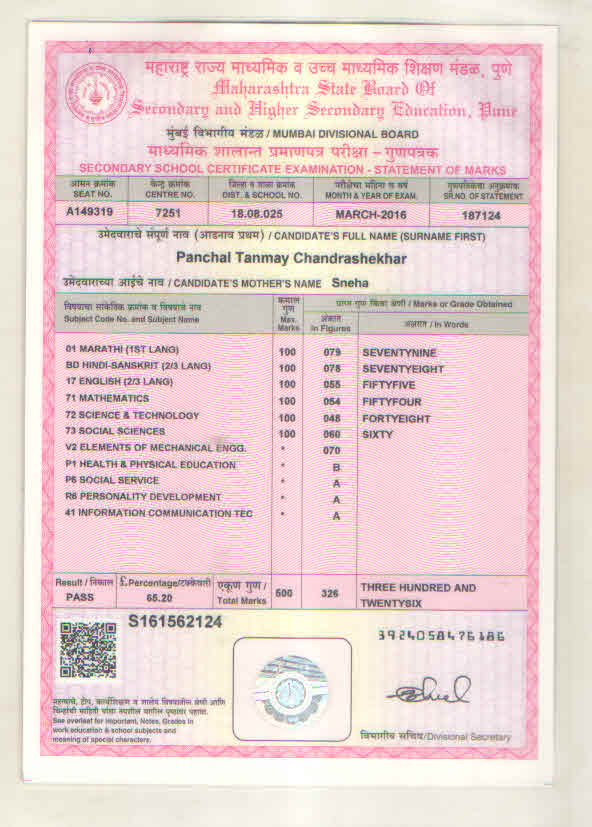 महाराष्ट्र राज्य माध्यमिक व उच्च माध्यमिक शिक्षण मंडळ, पुणे
Maharashtra State Board Of
Secondary and Higher Secondary Education, Pune
मुंबई विभागीय मंडळ / MUMBAI DIVISIONAL BOARD
माध्यमिक शालान्त प्रमाणपत्र परीक्षा – गुणपत्रक
SECONDARY SCHOOL CERTIFICATE EXAMINATION - STATEMENT OF MARKS
आसन क्रमांक केन्द्र क्रमांक जिल्हा व शाळा क्रमांक परीक्षेचा महिना व वर्ष गुणपत्रिकेचा अनुक्रमांक
SEAT NO. CENTRE NO. DIST. & SCHOOL NO. MONTH & YEAR OF EXAM. SR.NO. OF STATEMENT
A149319 7251 18.08.025 MARCH-2016 187124
उमेदवाराचे संपूर्ण नाव (आडनाव प्रथम) / CANDIDATE'S FULL NAME (SURNAME FIRST)
Panchal Tanmay Chandrashekhar
उमेदवाराच्या आईचे नाव / CANDIDATE'S MOTHER'S NAME Sneha
विषयाचा सांकेतिक क्रमांक व विषयाचे नाव कमाल गुण प्राप्त गुण किंवा श्रेणी / Marks or Grade Obtained
Subject Code No. and Subject Name Max. Marks अंकात In Figures अक्षरात / In Words
01 MARATHI (1ST LANG) 100 079 SEVENTYNINE
BD HINDI-SANSKRIT (2/3 LANG) 100 078 SEVENTYEIGHT
17 ENGLISH (2/3 LANG) 100 055 FIFTYFIVE
71 MATHEMATICS 100 054 FIFTYFOUR
72 SCIENCE & TECHNOLOGY 100 048 FORTYEIGHT
73 SOCIAL SCIENCES 100 060 SIXTY
V2 ELEMENTS OF MECHANICAL ENGG. * 070
P1 HEALTH & PHYSICAL EDUCATION * B
P6 SOCIAL SERVICE * A
R6 PERSONALITY DEVELOPMENT * A
41 INFORMATION COMMUNICATION TEC * A
Result / निकाल £.Percentage/टक्केवारी एकूण गुण / 500 326 THREE HUNDRED AND
PASS 65.20 Total Marks TWENTYSIX
S161562124
3924058476186
महत्वाचे, टीप, कार्यशिक्षण व शालेय विषयातील श्रेणी आणि
See overleaf for important, Notes, Grades in
work education & school subjects and
meaning of special characters.
विभागीय सचिव/Divisional Secretary